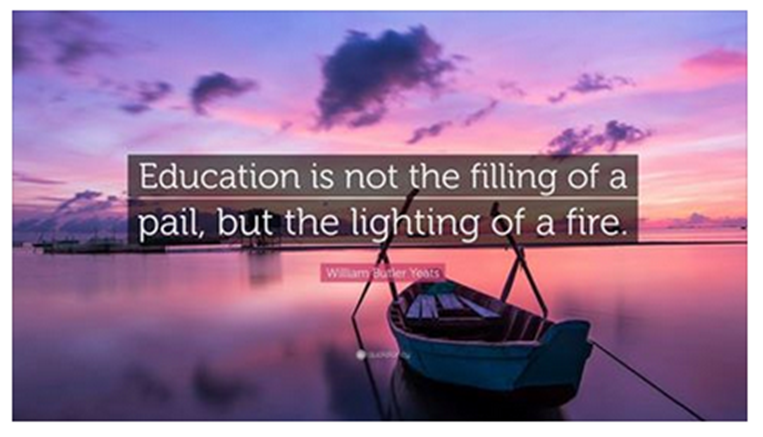 Education is not the filling of a
pail, but the lighting of a fire.
William Butler Yeats